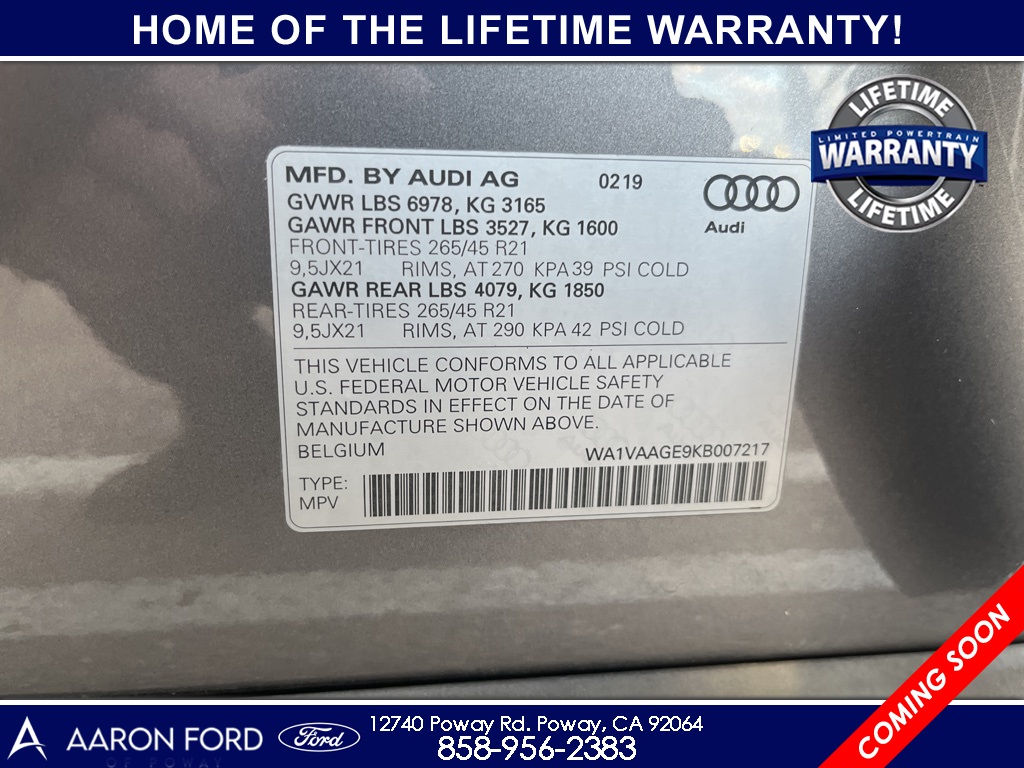 HOME OF THE LIFETIME WARRANTY!
LIFETIME
LIMITED POWERTRAIN
WARRANTY
LIFETIME
MFD. BY AUDI AG 0219
GVWR LBS 6978, KG 3165
GAWR FRONT LBS 3527, KG 1600
Audi
FRONT-TIRES 265/45 R21
9,5JX21 RIMS, AT 270 KPA 39 PSI COLD
GAWR REAR LBS 4079, KG 1850
REAR-TIRES 265/45 R21
9,5JX21 RIMS, AT 290 KPA 42 PSI COLD
THIS VEHICLE CONFORMS TO ALL APPLICABLE
U.S. FEDERAL MOTOR VEHICLE SAFETY
STANDARDS IN EFFECT ON THE DATE OF
MANUFACTURE SHOWN ABOVE.
BELGIUM WA1VAAGE9KB007217
TYPE:
MPV
COMING SOON
AARON FORD
OF POWAY
Ford
12740 Poway Rd. Poway, CA 92064
858-956-2383